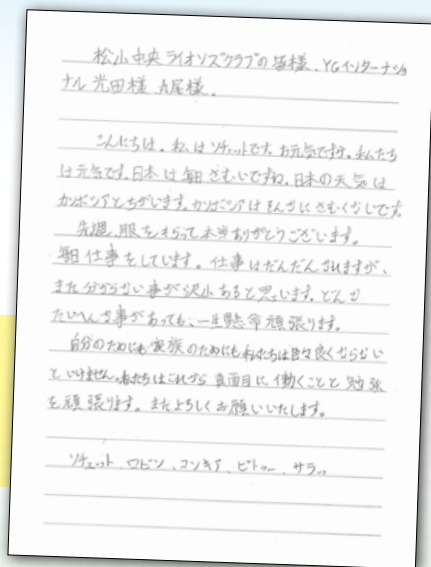 松山中央ライオンズクラブの皆様、YGインターナショ
ナル 光田様 丸尾様。
こんにちは。私はソチェットです。お元気ですか。私たち
は元気です。日本は毎日さむいですね。日本の天気は
カンボジアとちがいます。カンボジアはそんなにさむくないです。
先週、服をもらって本当ありがとうございます。
毎日仕事をしています。仕事はだんだんなれますが、
まだ分からない事が沢山あると思います。どんな
たいへんな事があっても、一生懸命頑張ります。
自分のためにも家族のためにも私たちは良くならない
といけません。私たちはこれから真面目に働くことと勉強
を頑張ります。またよろしくお願いいたします。
ソチェット、ロビン、コンキア、ピトゥー、サラッ